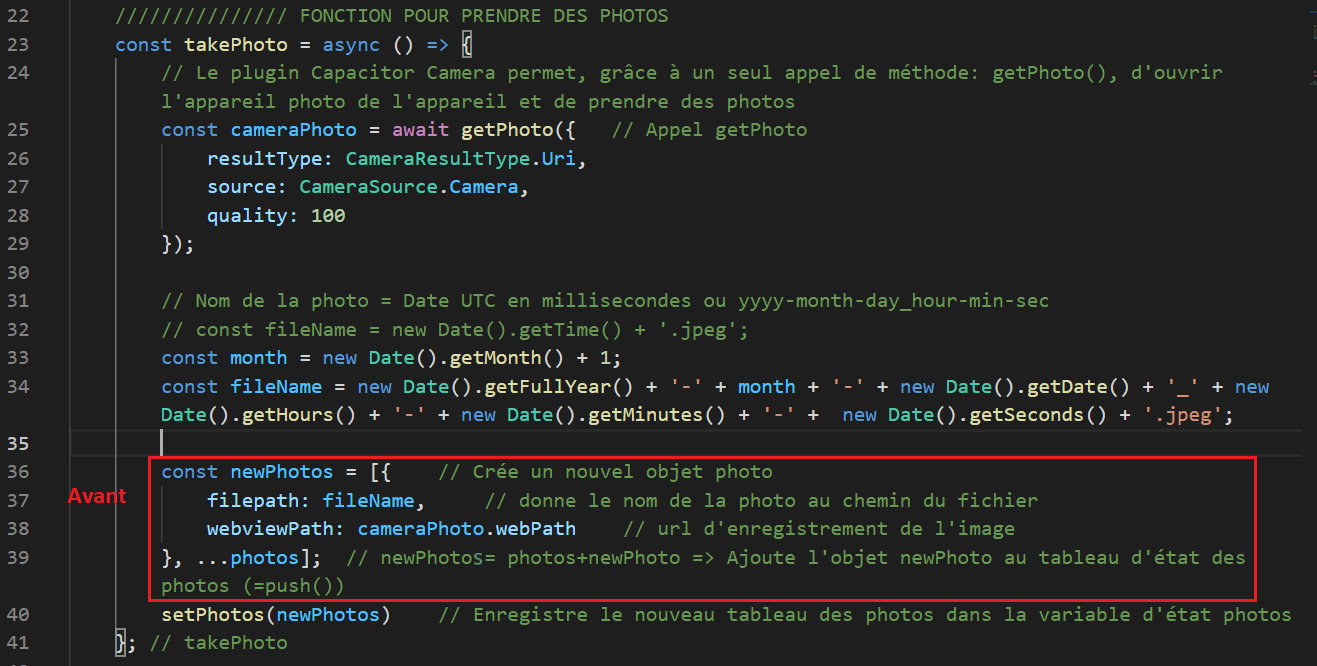 22 /////////////// FONCTION POUR PRENDRE DES PHOTOS
23 const takePhoto = async () => {
24 // Le plugin Capacitor Camera permet, grâce à un seul appel de méthode: getPhoto(), d'ouvrir
l'appareil photo de l'appareil et de prendre des photos
25 const cameraPhoto = await getPhoto({ // Appel getPhoto
26 resultType: CameraResultType.Uri,
27 source: CameraSource.Camera,
28 quality: 100
29 });
30
31 // Nom de la photo = Date UTC en millisecondes ou yyyy-month-day_hour-min-sec
32 // const fileName = new Date().getTime() + '.jpeg';
33 const month = new Date().getMonth() + 1;
34 const fileName = new Date().getFullYear() + '-' + month + '-' + new Date().getDate() + '_' + new
Date().getHours() + '-' + new Date().getMinutes() + '-' + new Date().getSeconds() + '.jpeg';
35
36 const newPhotos = [{ // Crée un nouvel objet photo
Avant
37 filepath: fileName, // donne le nom de la photo au chemin du fichier
38 webviewPath: cameraPhoto.webPath // url d'enregistrement de l'image
39 }, ...photos]; // newPhotos= photos+newPhoto => Ajoute l'objet newPhoto au tableau d'état des
photos (=push())
40 setPhotos(newPhotos) // Enregistre le nouveau tableau des photos dans la variable d'état photos
41 }; // takePhoto